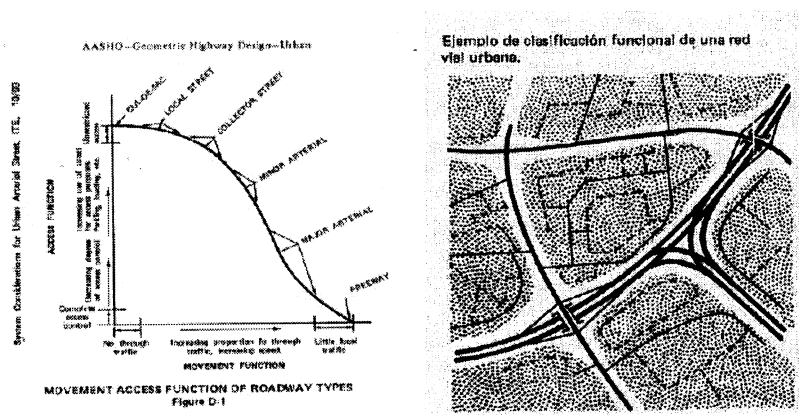 AASHO—Geometric Highway Design—Urban
System Considerations for Urban Arterial Street, ITE, 10/69
ACCESS FUNCTION
Unrestricted
access
Increasing use of street
for access purposes
parking, loading, etc.
Increasing degree
of access control
Complete
access
control
CUL-DE-SAC
LOCAL STREET
COLLECTOR STREET
MINOR ARTERIAL
MAJOR ARTERIAL
FREEWAY
No through
traffic
Increasing proportion to through
traffic, increasing speed
Little local
traffic
MOVEMENT FUNCTION
MOVEMENT ACCESS FUNCTION OF ROADWAY TYPES
Figure D-1
Ejemplo de clasificación funcional de una red
vial urbana.